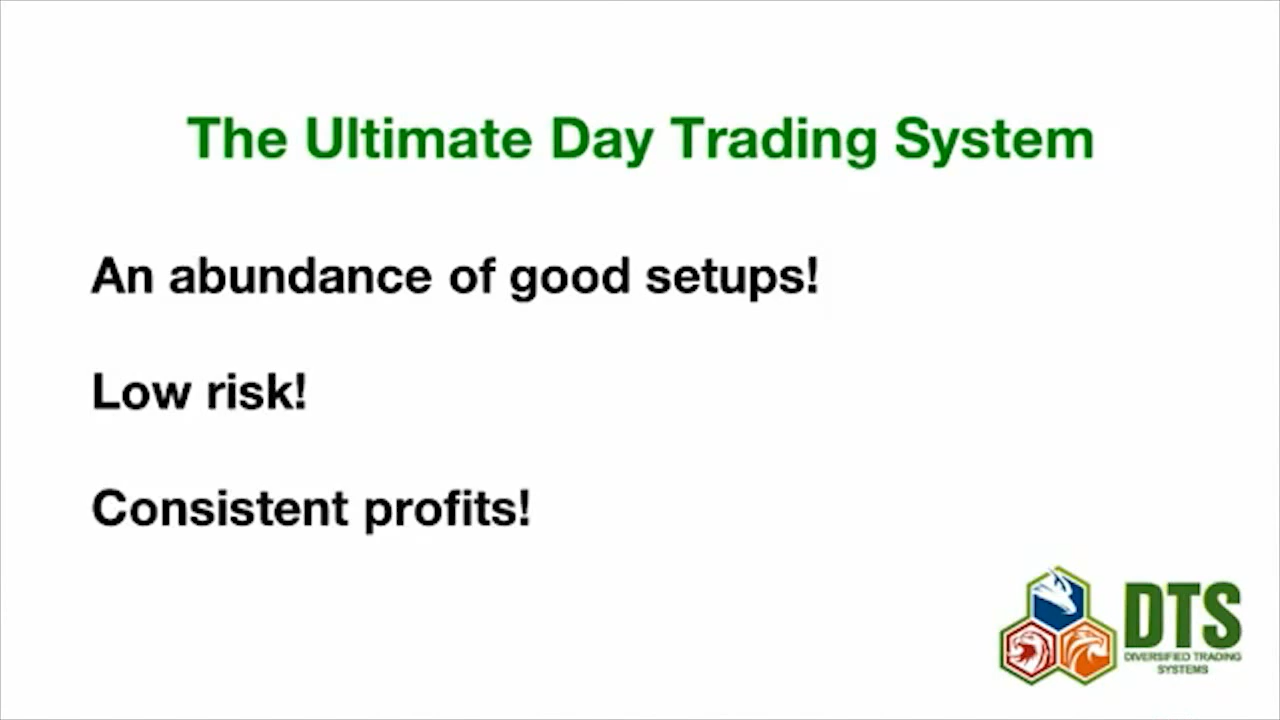 The Ultimate Day Trading System
An abundance of good setups!
Low risk!
Consistent profits!
DTS
DIVERSIFIED TRADING
SYSTEMS